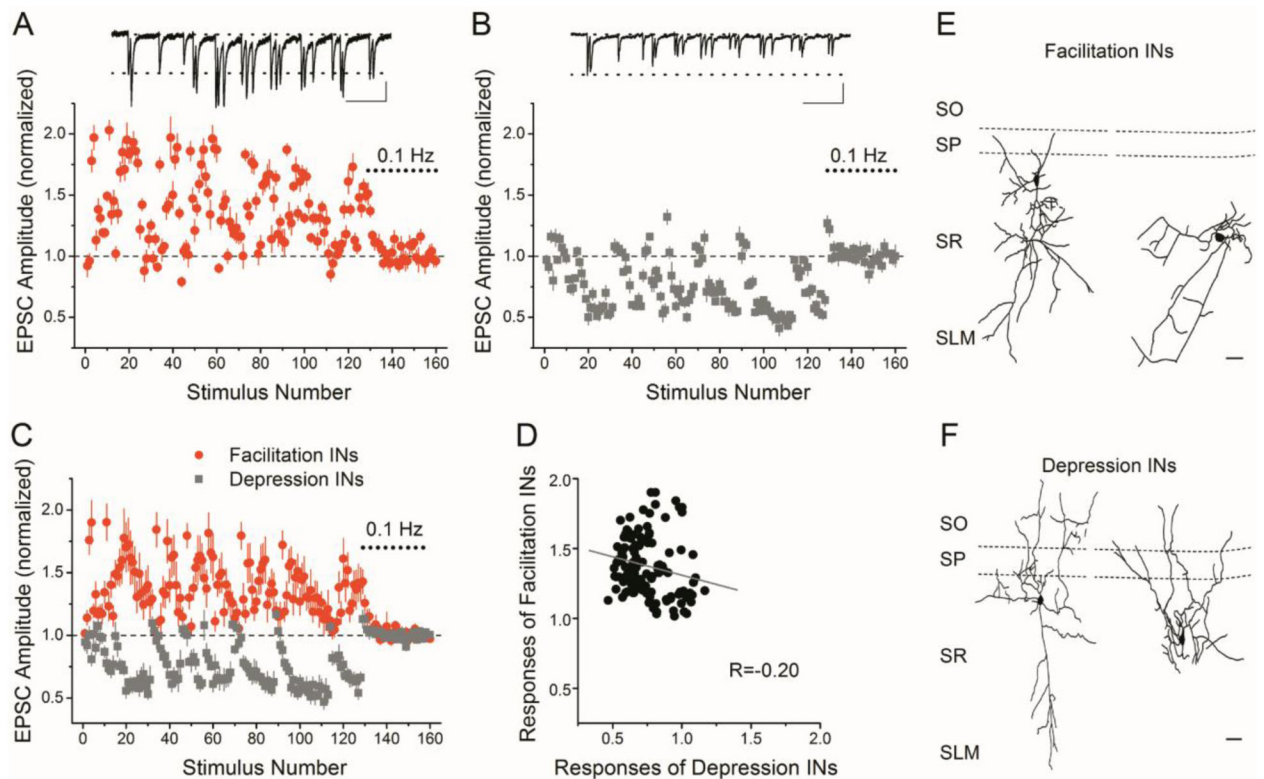 A
EPSC Amplitude (normalized)
2.0
1.5
1.0
0.5
0.1 Hz
0 20 40 60 80 100 120 140 160
Stimulus Number
B
EPSC Amplitude (normalized)
2.0
1.5
1.0
0.5
0.1 Hz
0 20 40 60 80 100 120 140 160
Stimulus Number
E
Facilitation INs
SO
SP
SR
SLM
C
EPSC Amplitude (normalized)
Facilitation INs
Depression INs
2.0
1.5
1.0
0.5
0.1 Hz
0 20 40 60 80 100 120 140 160
Stimulus Number
D
Responses of Facilitation INs
2.0
1.5
1.0
0.5
R=-0.20
0.5 1.0 1.5 2.0
Responses of Depression INs
F
Depression INs
SO
SP
SR
SLM